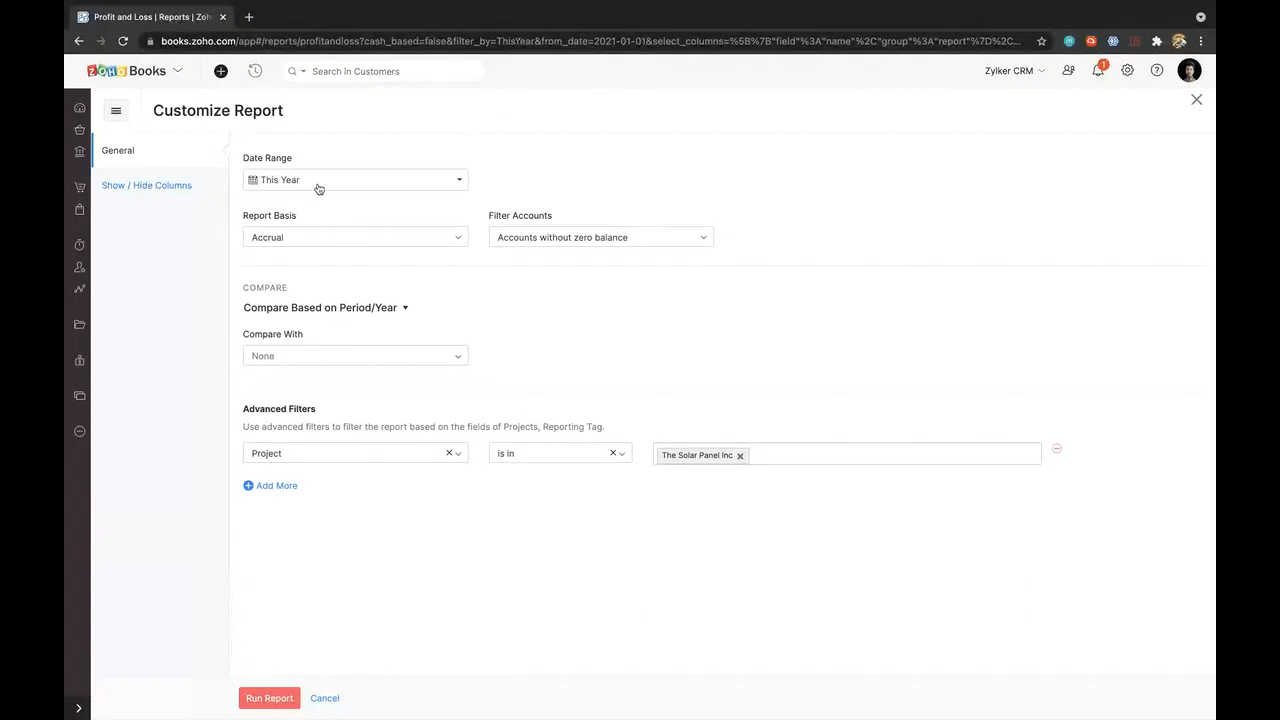 Profit and Loss | Reports | Zoh
books.zoho.com/app#/reports/profitandloss?cash_based=false&filter_by=ThisYear&from_date=2021-01-01&select_columns=%5B%7B"field"%3A"name"%2C"group"%3A"report"%7D%2C...
ZOHO Books
Search in Customers
Zylker CRM
1
Customize Report
General
Show / Hide Columns
Date Range
This Year
Report Basis
Filter Accounts
Accrual
Accounts without zero balance
COMPARE
Compare Based on Period/Year
Compare With
None
Advanced Filters
Use advanced filters to filter the report based on the fields of Projects, Reporting Tag.
Project
is in
The Solar Panel Inc
Add More
Run Report
Cancel